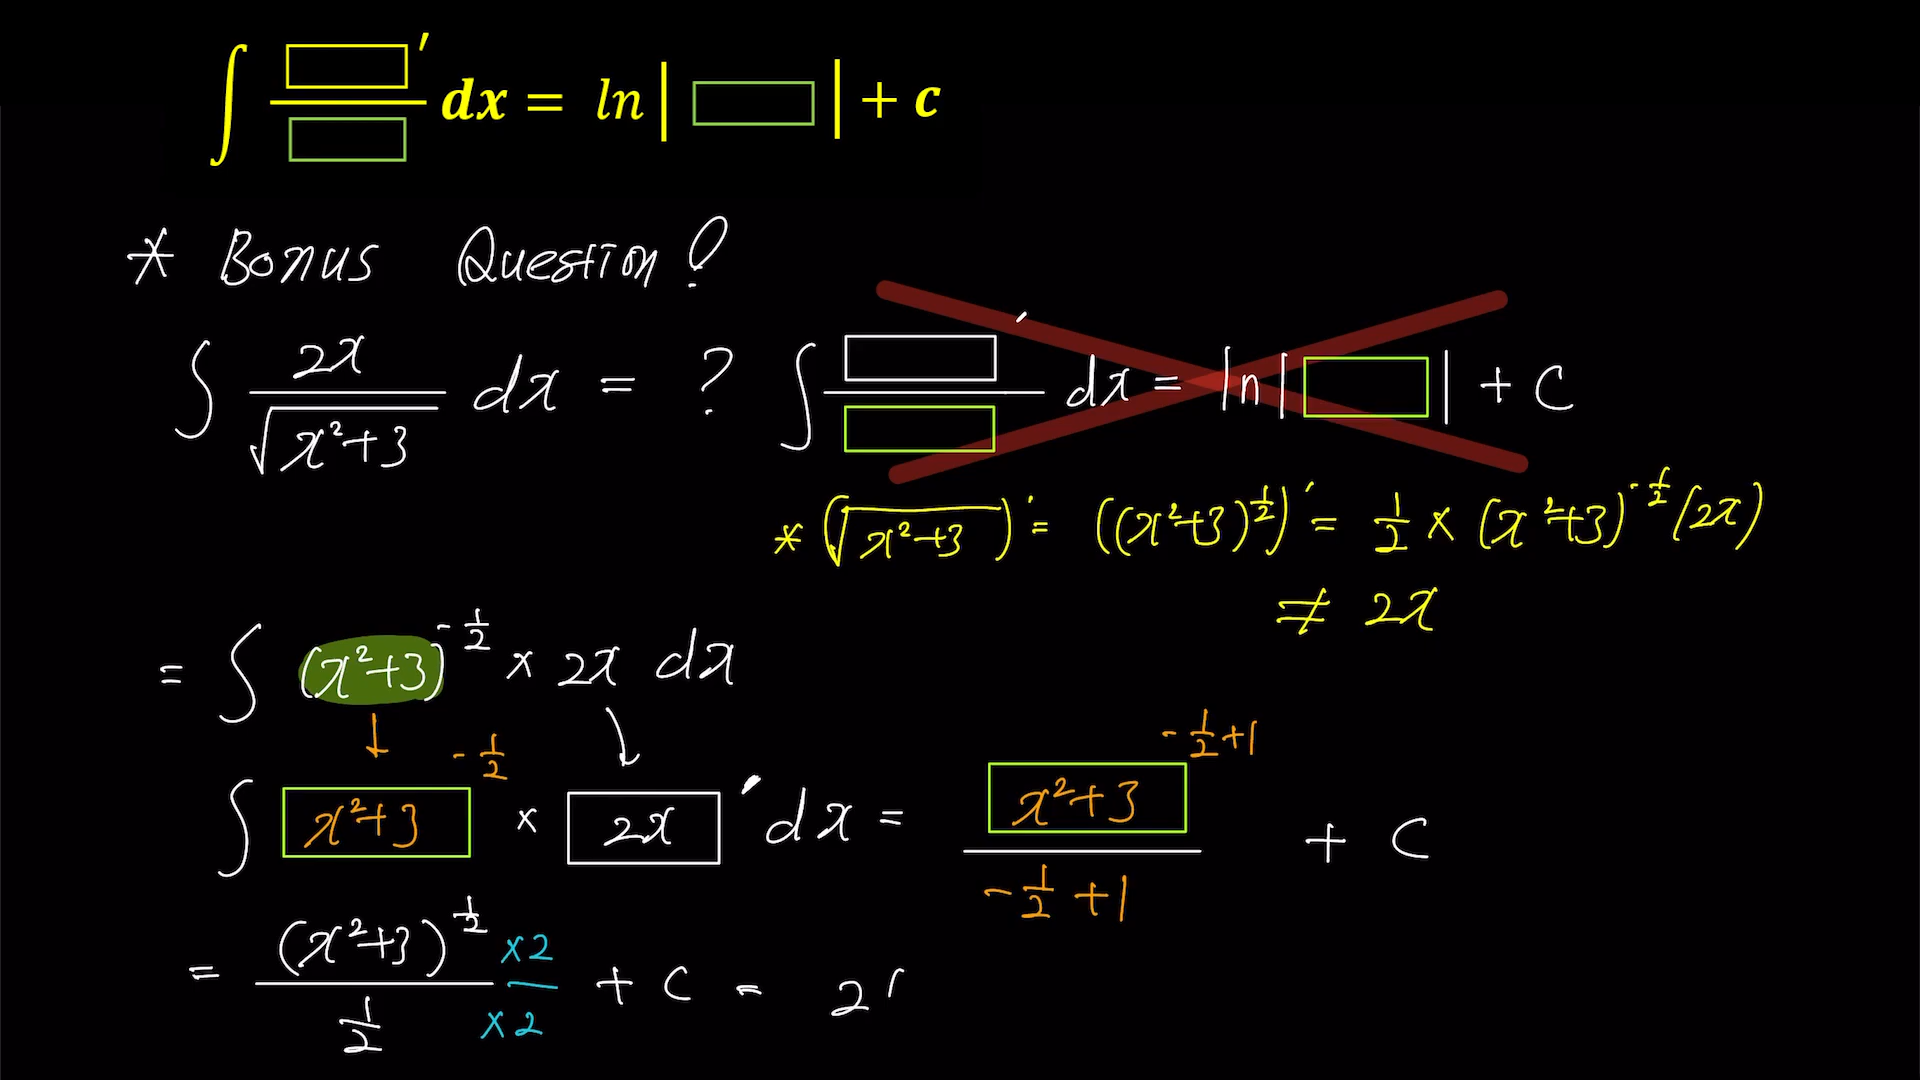 ∫ □′/□ dx = ln|□| + c
* Bonus Question!
∫ 2x/√(x²+3) dx = ? ∫ □′/□ dx = ln|□| + C
* (√(x²+3))′ = ((x²+3)^½)′ = ½ × (x²+3)^-½ (2x)
≠ 2x
= ∫ (x²+3)^-½ × 2x dx
↓ ↓
∫ [x²+3]^-½ × [2x]′ dx = [x²+3]^(-½+1)/(-½+1) + C
= (x²+3)^½ ×2/½ ×2 + C = 2(